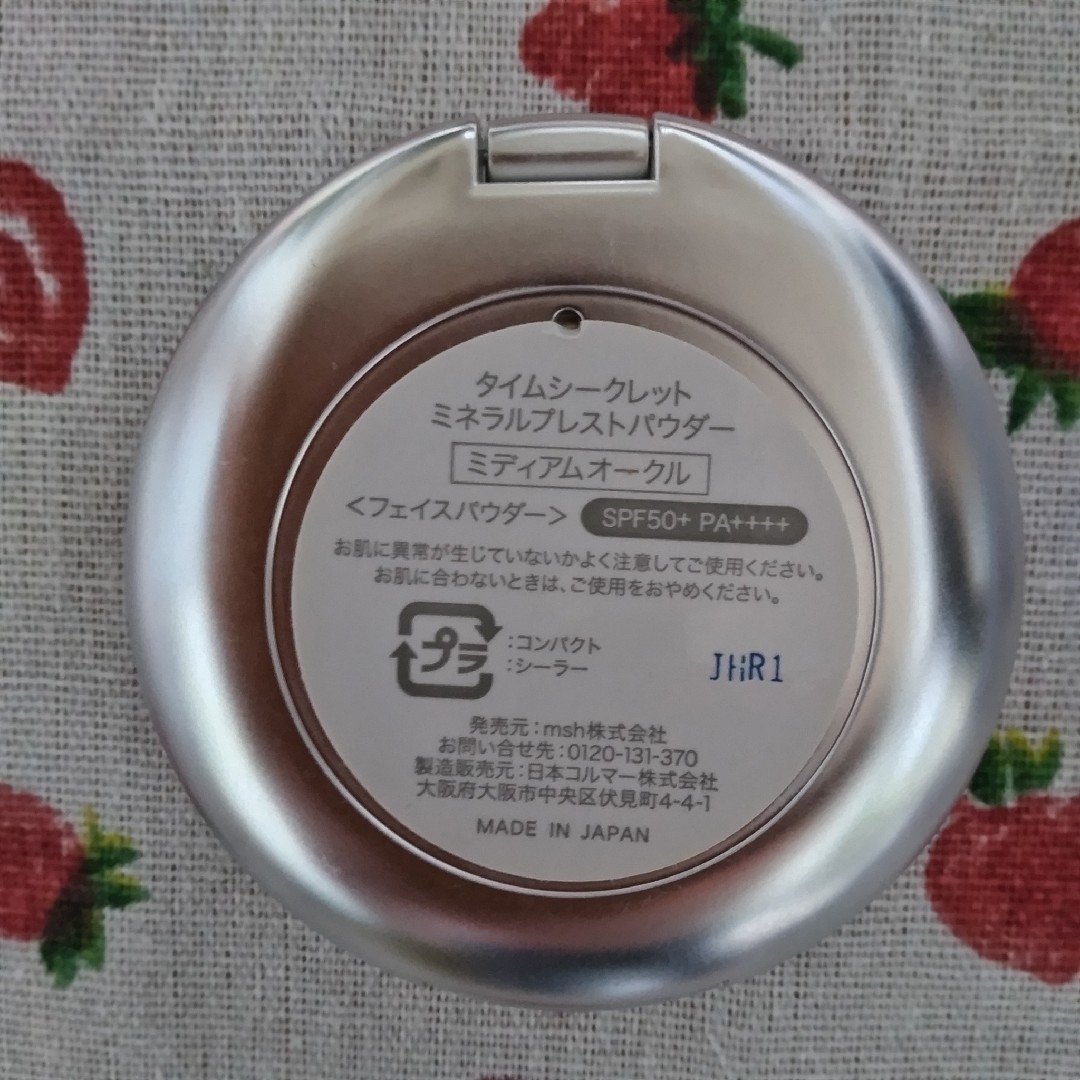 タイムシークレット
ミネラルプレストパウダー
ミディアムオークル
<フェイスパウダー> SPF50+ PA++++
お肌に異常が生じていないかよく注意してご使用ください。
お肌に合わないときは、ご使用をおやめください。
プラ :コンパクト
:シーラー
JHR1
発売元:msh株式会社
お問い合せ先:0120-131-370
製造販売元:日本コルマー株式会社
大阪府大阪市中央区伏見町4-4-1
MADE IN JAPAN